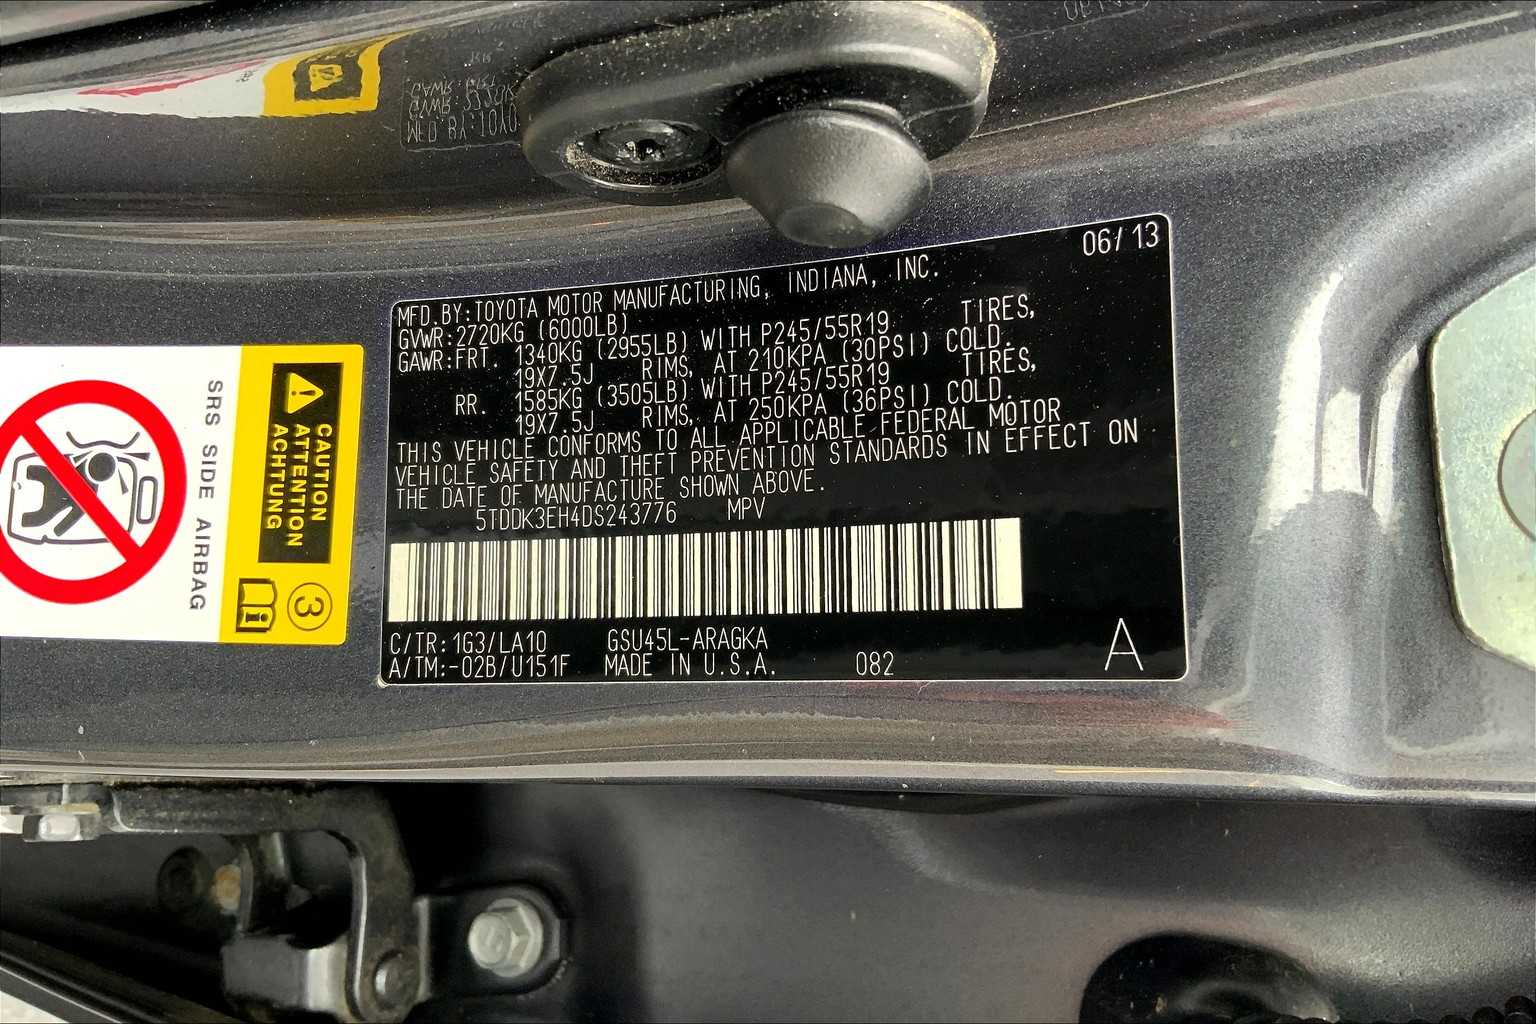 06/13
MFD.BY:TOYOTA MOTOR MANUFACTURING, INDIANA, INC.
GVWR:2720KG (6000LB)
GAWR:FRT. 1340KG (2955LB) WITH P245/55R19 TIRES,
19X7.5J RIMS, AT 210KPA (30PSI) COLD.
RR. 1585KG (3505LB) WITH P245/55R19 TIRES,
19X7.5J RIMS, AT 250KPA (36PSI) COLD.
THIS VEHICLE CONFORMS TO ALL APPLICABLE FEDERAL MOTOR
VEHICLE SAFETY AND THEFT PREVENTION STANDARDS IN EFFECT ON
THE DATE OF MANUFACTURE SHOWN ABOVE.
5TDDK3EH4DS243776 MPV
C/TR:1G3/LA10 GSU45L-ARAGKA
A/TM:-02B/U151F MADE IN U.S.A. 082 A
CAUTION
ATTENTION
ACHTUNG
3
SRS SIDE AIRBAG